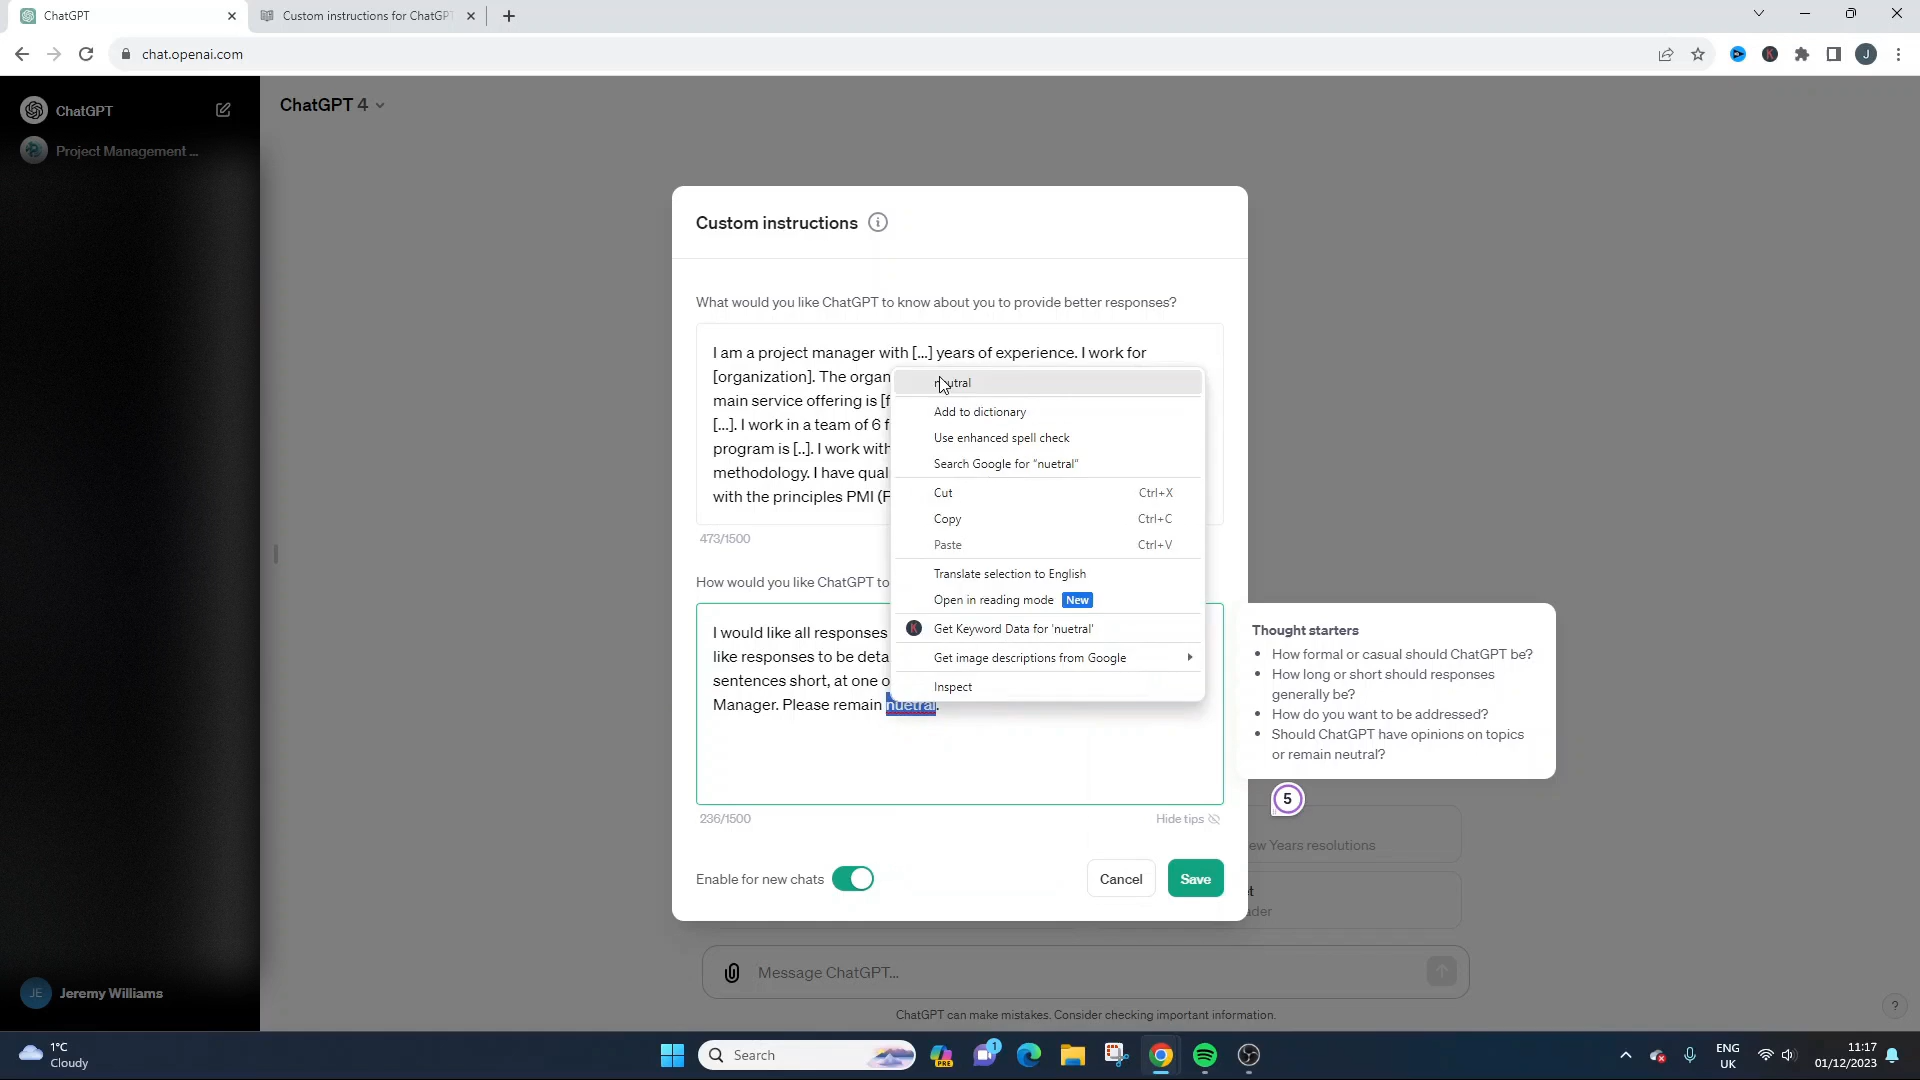 ChatGPT
Custom instructions for ChatGPT
chat.openai.com
J
ChatGPT
Project Management ...
ChatGPT 4
Custom instructions
What would you like ChatGPT to know about you to provide better responses?
I am a project manager with [...] years of experience. I work for
[organization]. The organ
main service offering is [f
[...]. I work in a team of 6 f
program is [..]. I work with
methodology. I have qual
with the principles PMI (P
473/1500
neutral
Add to dictionary
Use enhanced spell check
Search Google for "nuetral"
Cut Ctrl+X
Copy Ctrl+C
Paste Ctrl+V
Translate selection to English
Open in reading mode New
K Get Keyword Data for 'nuetral'
Get image descriptions from Google
Inspect
How would you like ChatGPT to
I would like all responses
like responses to be deta
sentences short, at one o
Manager. Please remain nuetral.
236/1500
Hide tips
Thought starters
• How formal or casual should ChatGPT be?
• How long or short should responses
generally be?
• How do you want to be addressed?
• Should ChatGPT have opinions on topics
or remain neutral?
5
ew Years resolutions
Enable for new chats
Cancel
Save
et
ader
Message ChatGPT...
ChatGPT can make mistakes. Consider checking important information.
?
JE Jeremy Williams
1°C
Cloudy
Search
PRE
1
ENG
UK
11:17
01/12/2023